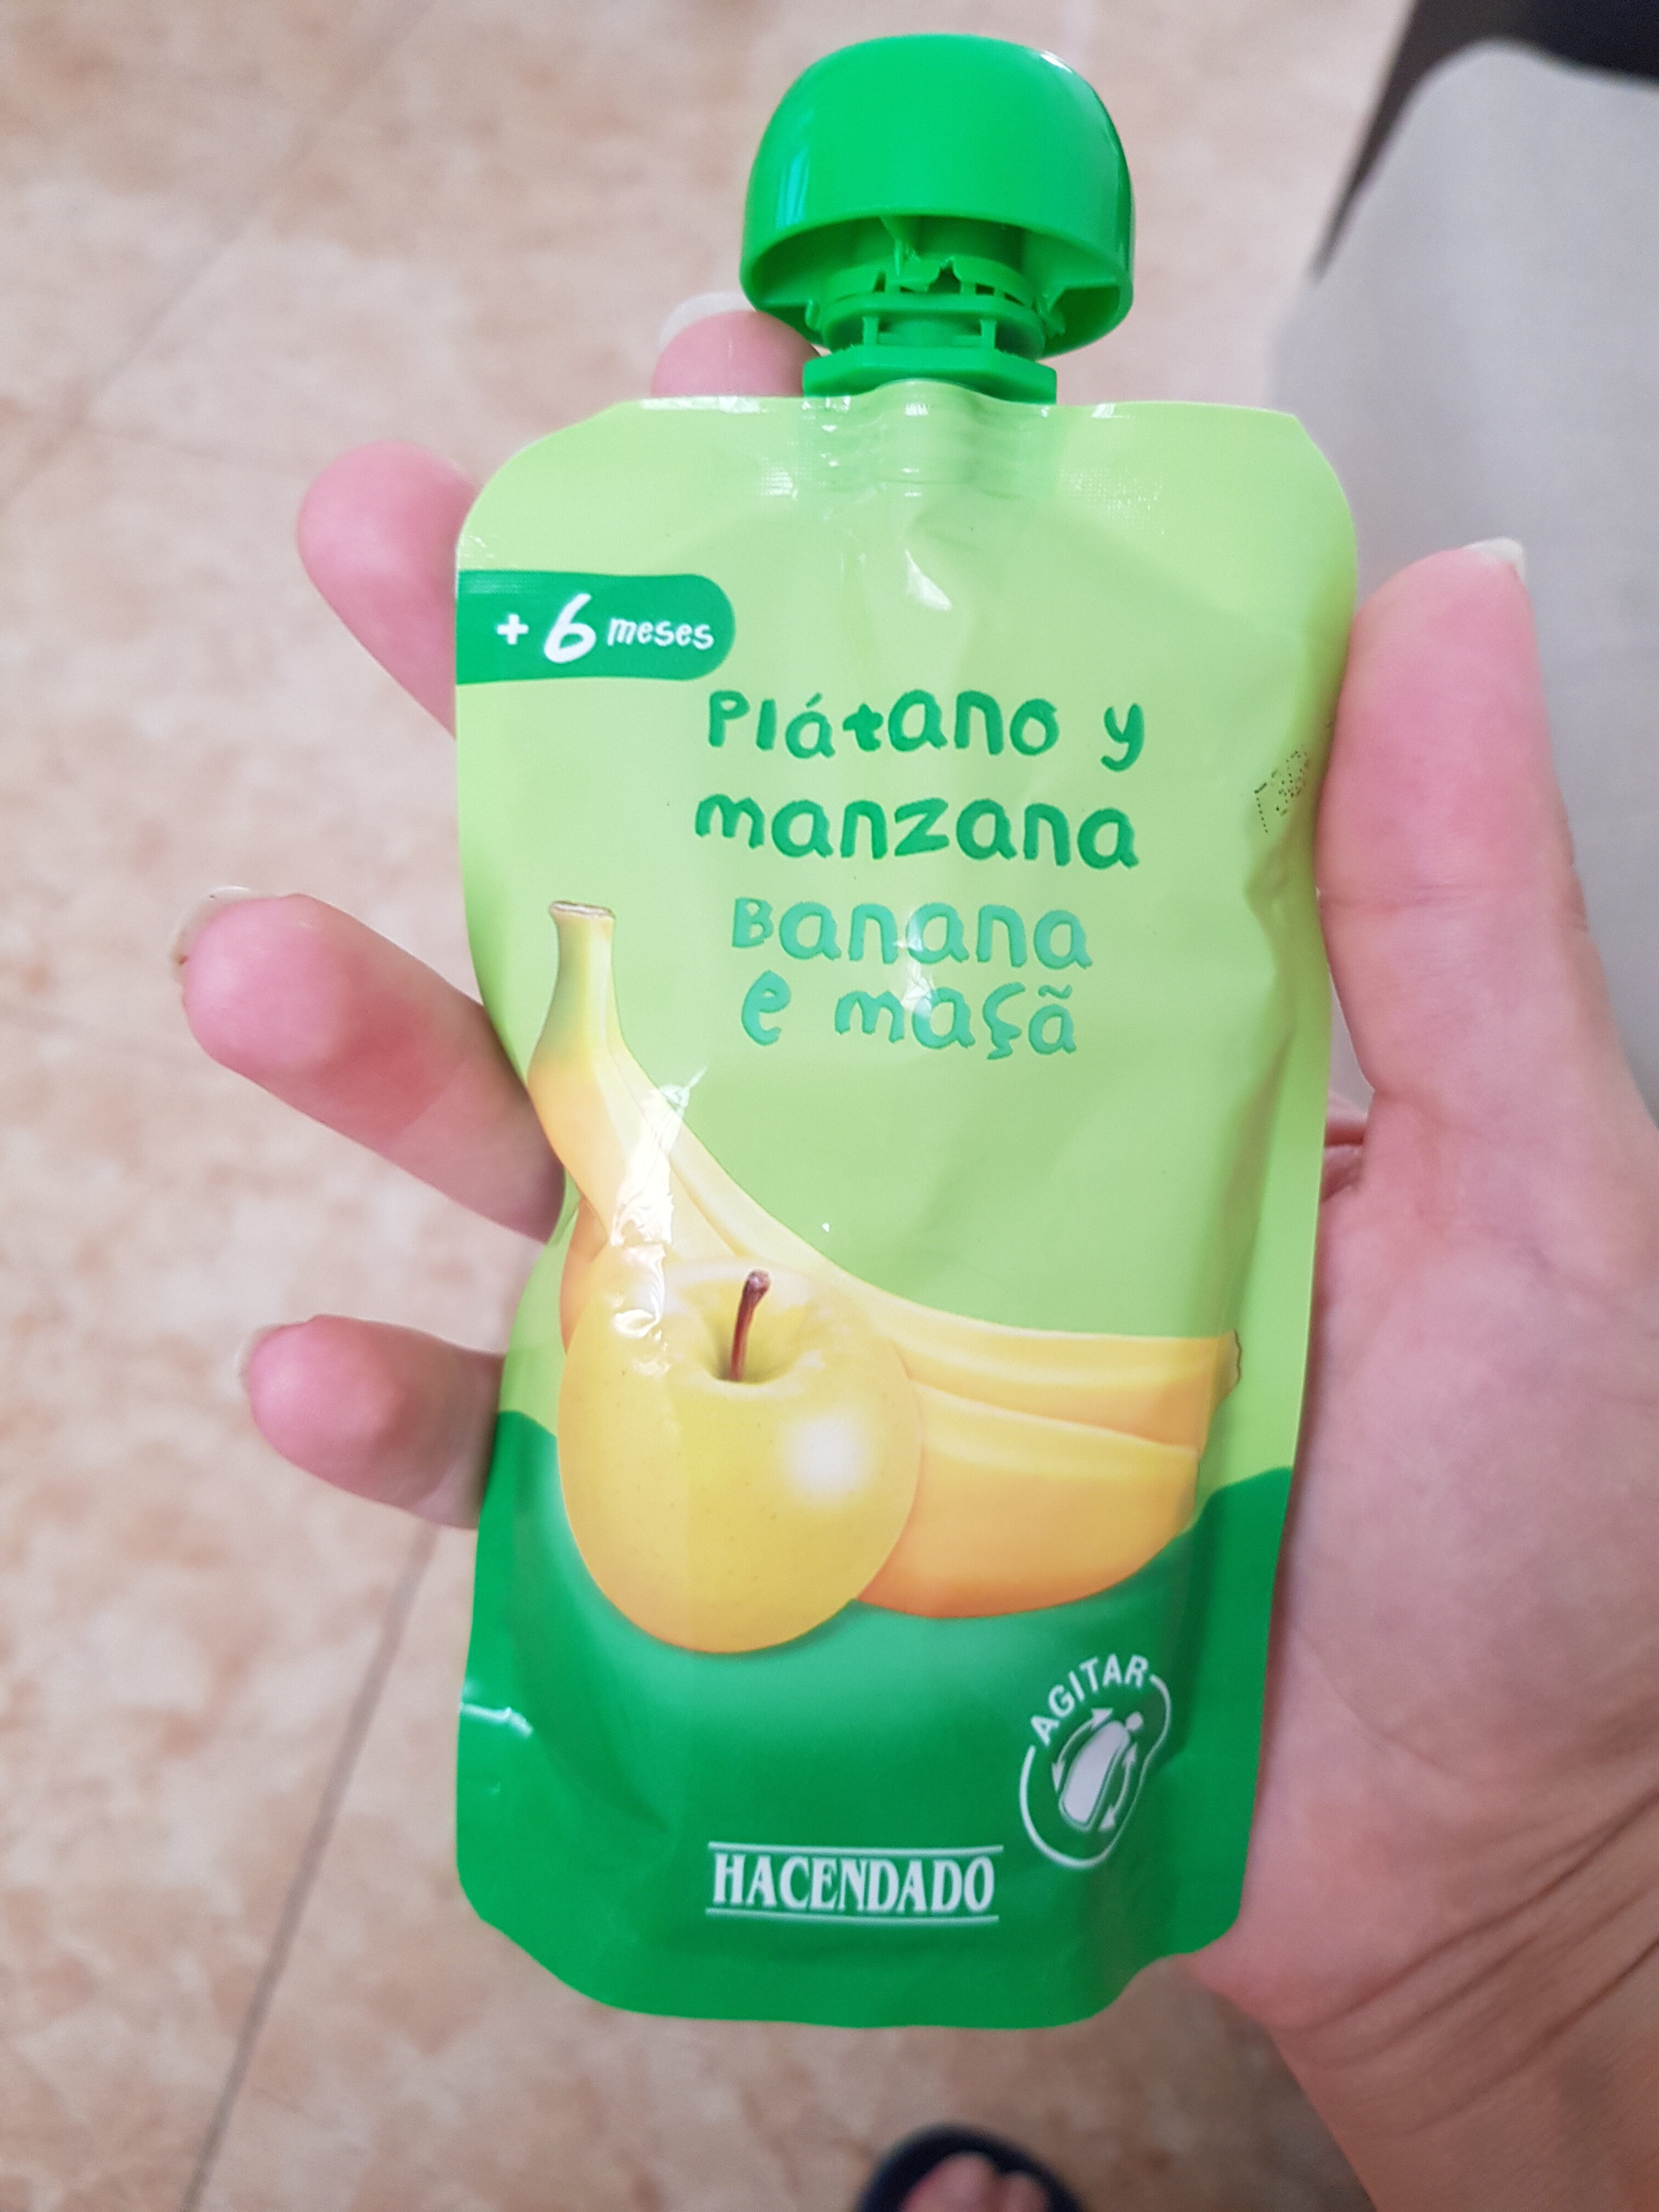 + 6 meses
Plátano y
manzana
Banana
e maçã
AGITAR
HACENDADO